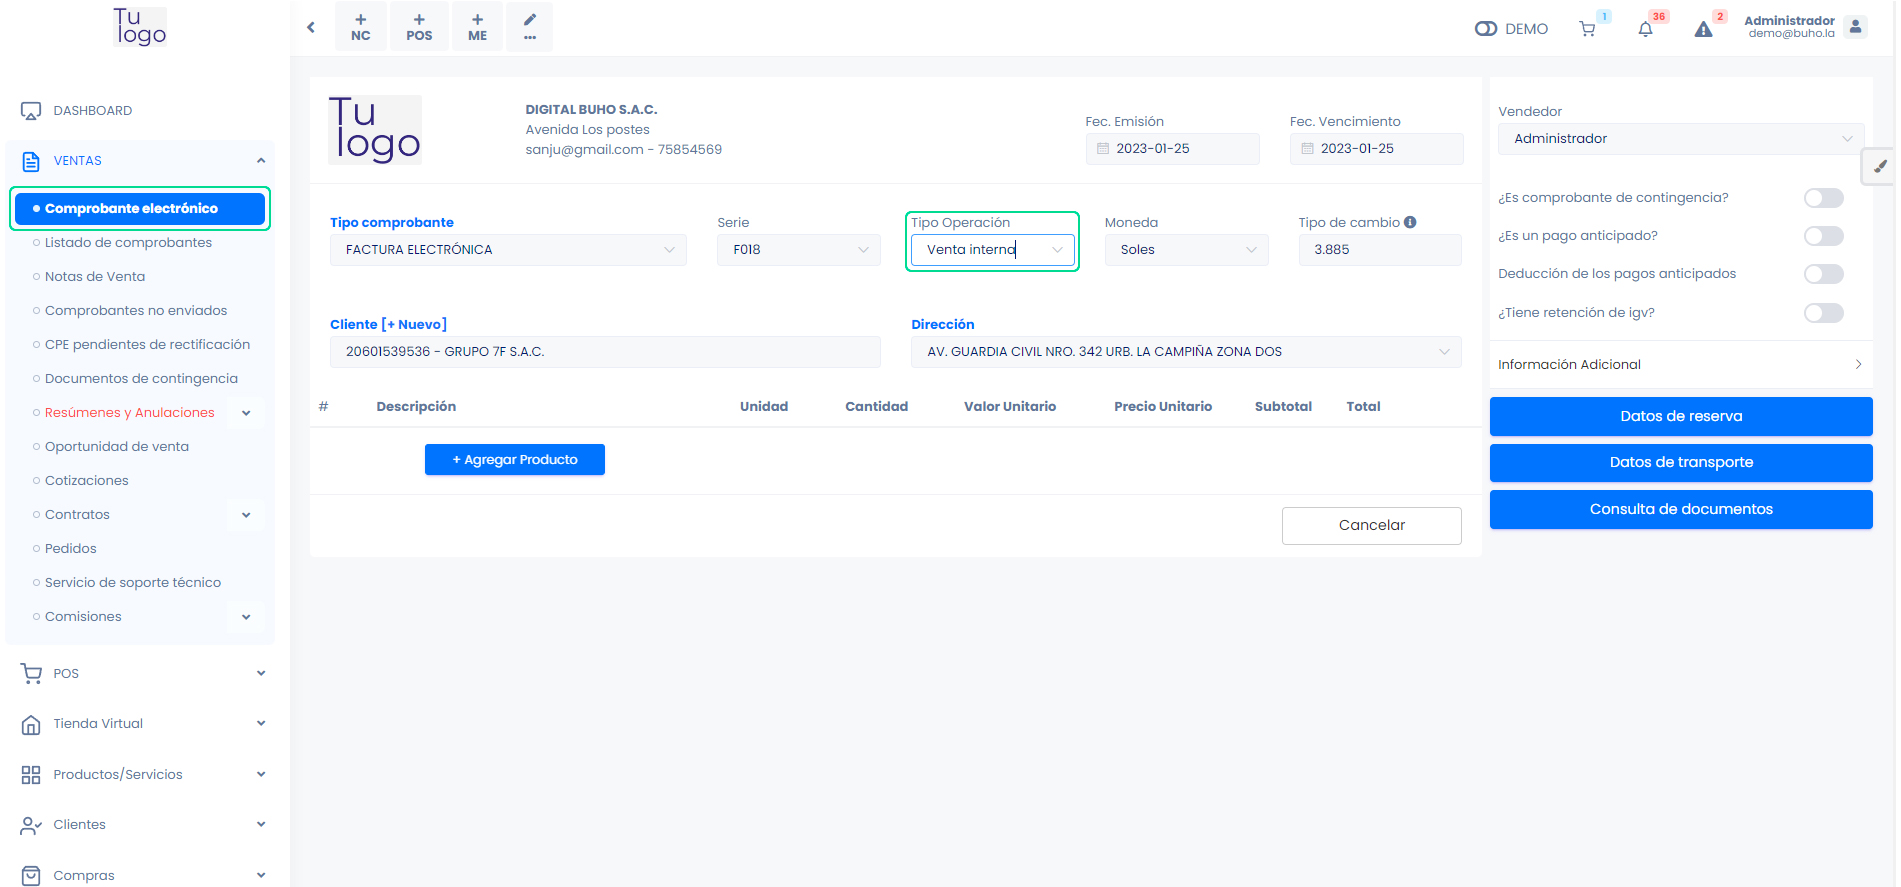 Tu
logo
DASHBOARD
VENTAS
Comprobante electrónico
Listado de comprobantes
Notas de Venta
Comprobantes no enviados
CPE pendientes de rectificación
Documentos de contingencia
Resúmenes y Anulaciones
Oportunidad de venta
Cotizaciones
Contratos
Pedidos
Servicio de soporte técnico
Comisiones
POS
Tienda Virtual
Productos/Servicios
Clientes
Compras
+ NC
+ POS
+ ME
...
DEMO
1
36
2
Administrador
demo@buho.la
Tu
logo
DIGITAL BUHO S.A.C.
Avenida Los postes
sanju@gmail.com - 75854569
Fec. Emisión
2023-01-25
Fec. Vencimiento
2023-01-25
Tipo comprobante
FACTURA ELECTRÓNICA
Serie
F018
Tipo Operación
Venta interna
Moneda
Soles
Tipo de cambio
3.885
Cliente [+ Nuevo]
20601539536 - GRUPO 7F S.A.C.
Dirección
AV. GUARDIA CIVIL NRO. 342 URB. LA CAMPIÑA ZONA DOS
# Descripción Unidad Cantidad Valor Unitario Precio Unitario Subtotal Total
+ Agregar Producto
Cancelar
Vendedor
Administrador
¿Es comprobante de contingencia?
¿Es un pago anticipado?
Deducción de los pagos anticipados
¿Tiene retención de igv?
Información Adicional
Datos de reserva
Datos de transporte
Consulta de documentos